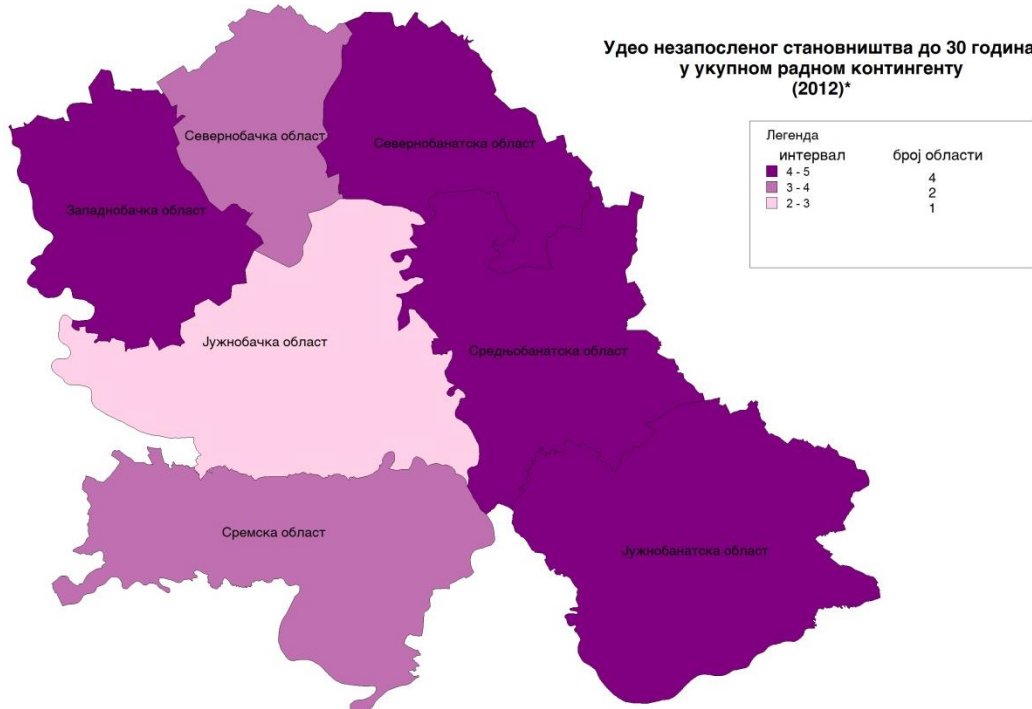 Удео незапосленог становништва до 30 година
у укупном радном контингенту
(2012)*
Легенда
интервал број области
4 - 5 4
3 - 4 2
2 - 3 1
Севернобачка област
Севернобанатска област
Западнобачка област
Јужнобачка област
Средњобанатска област
Сремска област
Јужнобанатска област